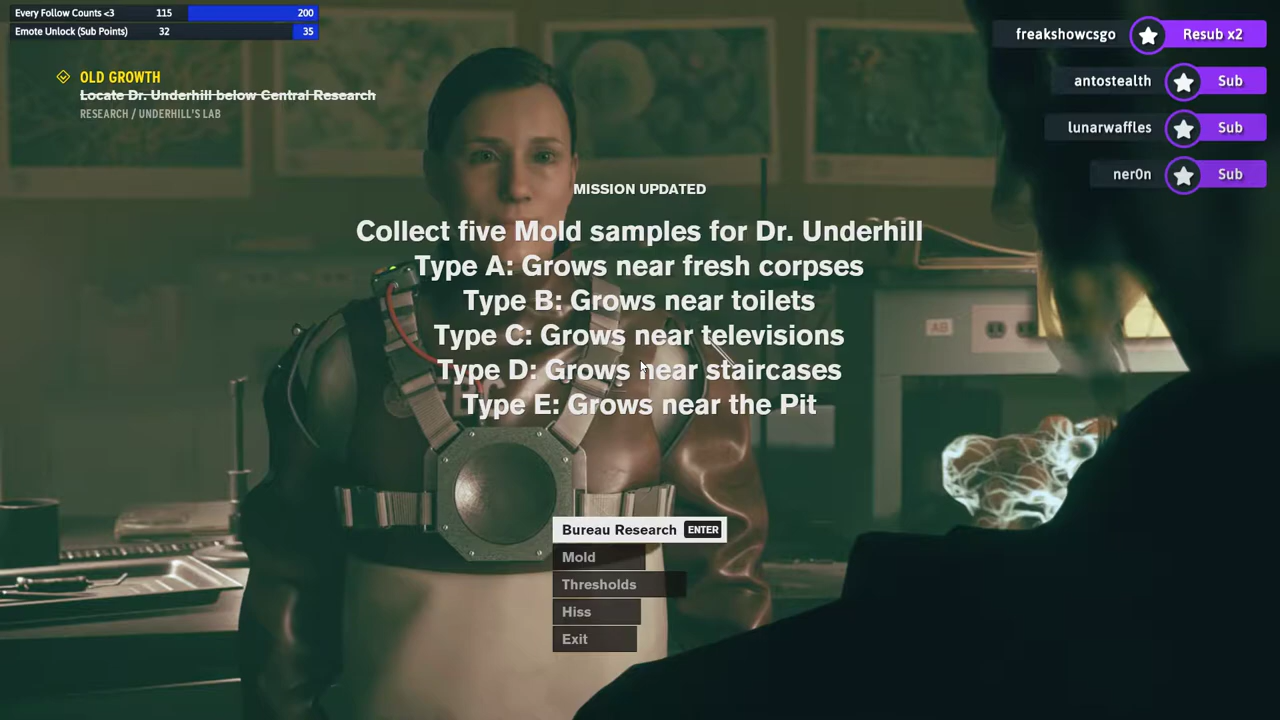 Every Follow Counts <3 115 200
Emote Unlock (Sub Points) 32 35
freakshowcsgo Resub x2
antostealth Sub
lunarwaffles Sub
ner0n Sub
OLD GROWTH
Locate Dr. Underhill below Central Research
RESEARCH / UNDERHILL'S LAB
MISSION UPDATED
Collect five Mold samples for Dr. Underhill
Type A: Grows near fresh corpses
Type B: Grows near toilets
Type C: Grows near televisions
Type D: Grows near staircases
Type E: Grows near the Pit
AB
Bureau Research ENTER
Mold
Thresholds
Hiss
Exit